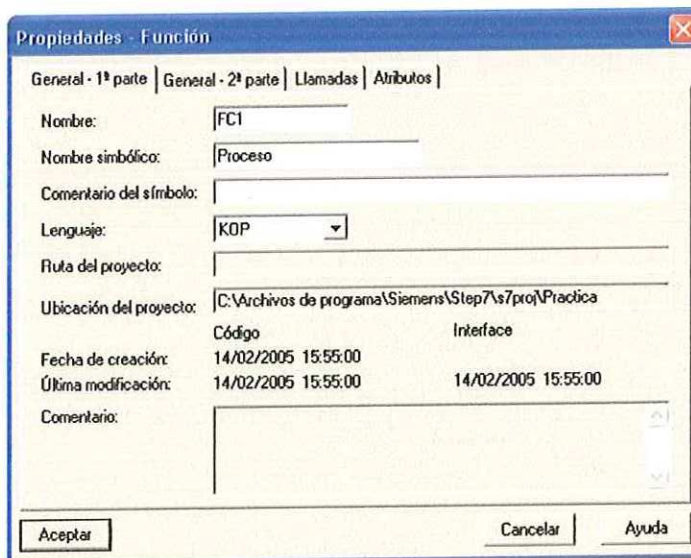 Propiedades - Función
General - 1ª parte General - 2ª parte Llamadas Atributos
Nombre: FC1
Nombre simbólico: Proceso
Comentario del símbolo:
Lenguaje: KOP
Ruta del proyecto:
Ubicación del proyecto: C:\Archivos de programa\Siemens\Step7\s7proj\Practica
Código Interface
Fecha de creación: 14/02/2005 15:55:00
Última modificación: 14/02/2005 15:55:00 14/02/2005 15:55:00
Comentario:
Aceptar Cancelar Ayuda